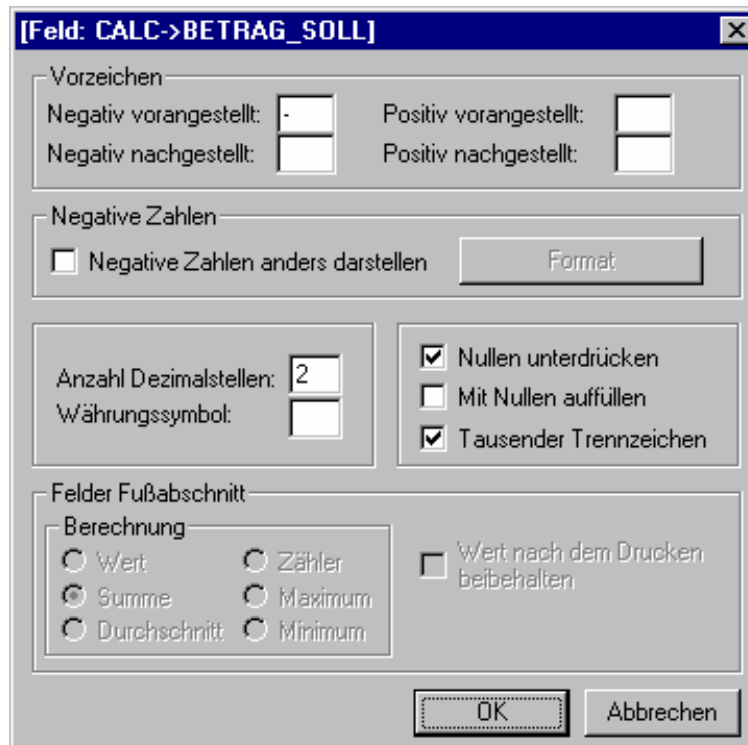 [Feld: CALC->BETRAG_SOLL]
Vorzeichen
Negativ vorangestellt: - Positiv vorangestellt:
Negativ nachgestellt: Positiv nachgestellt:
Negative Zahlen
Negative Zahlen anders darstellen Format
Anzahl Dezimalstellen: 2
Währungssymbol:
Nullen unterdrücken
Mit Nullen auffüllen
Tausender Trennzeichen
Felder Fußabschnitt
Berechnung
Wert Zähler
Summe Maximum
Durchschnitt Minimum
Wert nach dem Drucken
beibehalten
OK Abbrechen